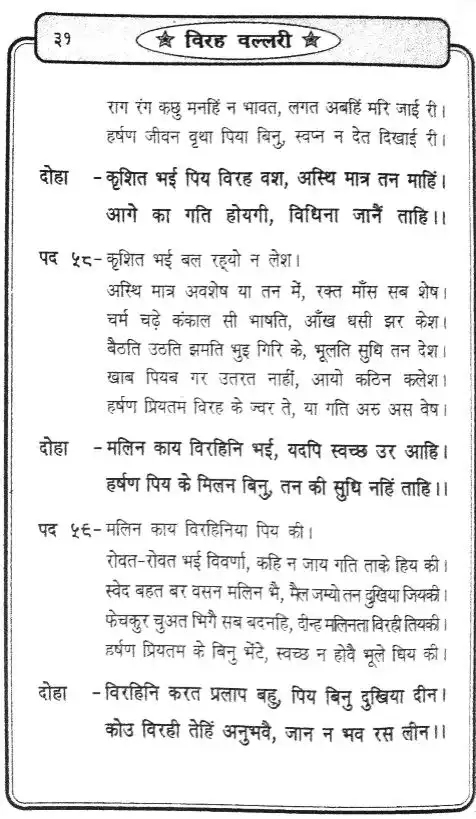 ३१
विरह वल्लरी
राग रंग कछु मनहिं न भावत, लगत अबहिं मरि जाई री।
हर्षण जीवन वृथा पिया बिनु, स्वप्न न देत दिखाई री।
दोहा - कृशित भई पिय विरह वश, अस्थि मात्र तन माहिं।
आगे का गति होयगी, विधिना जानैं ताहि।।
पद ५८- कृशित भई बल रह्यो न लेश।
अस्थि मात्र अवशेष या तन में, रक्त माँस सब शेष।
चर्म चढ़े कंकाल सी भाषति, आँख धसी झर केश।
बैठति उठति झमति भुइ गिरि के, भूलति सुधि तन देश।
खाब पियब गर उतरत नाहीं, आयो कठिन कलेश।
हर्षण प्रियतम विरह के ज्वर ते, या गति अरु अस वेष।
दोहा - मलिन काय विरहिनि भई, यदपि स्वच्छ उर आहि।
हर्षण पिय के मिलन बिनु, तन की सुधि नहिं ताहि।।
पद ५९- मलिन काय विरहिनिया पिय की।
रोवत-रोवत भई विवर्णा, कहि न जाय गति ताके हिय की।
स्वेद बहत बर वसन मलिन भै, मैल जम्यो तन दुखिया जियकी।
फेचकुर चुअत भिगै सब बदनहि, दीन्ह मलिनता विरही तियकी।
हर्षण प्रियतम के बिनु भेंटे, स्वच्छ न होवै भूले धिय की।
दोहा - विरहिनि करत प्रलाप बहु, पिय बिनु दुखिया दीन।
कोउ विरही तेहिं अनुभवै, जान न भव रस लीन।।